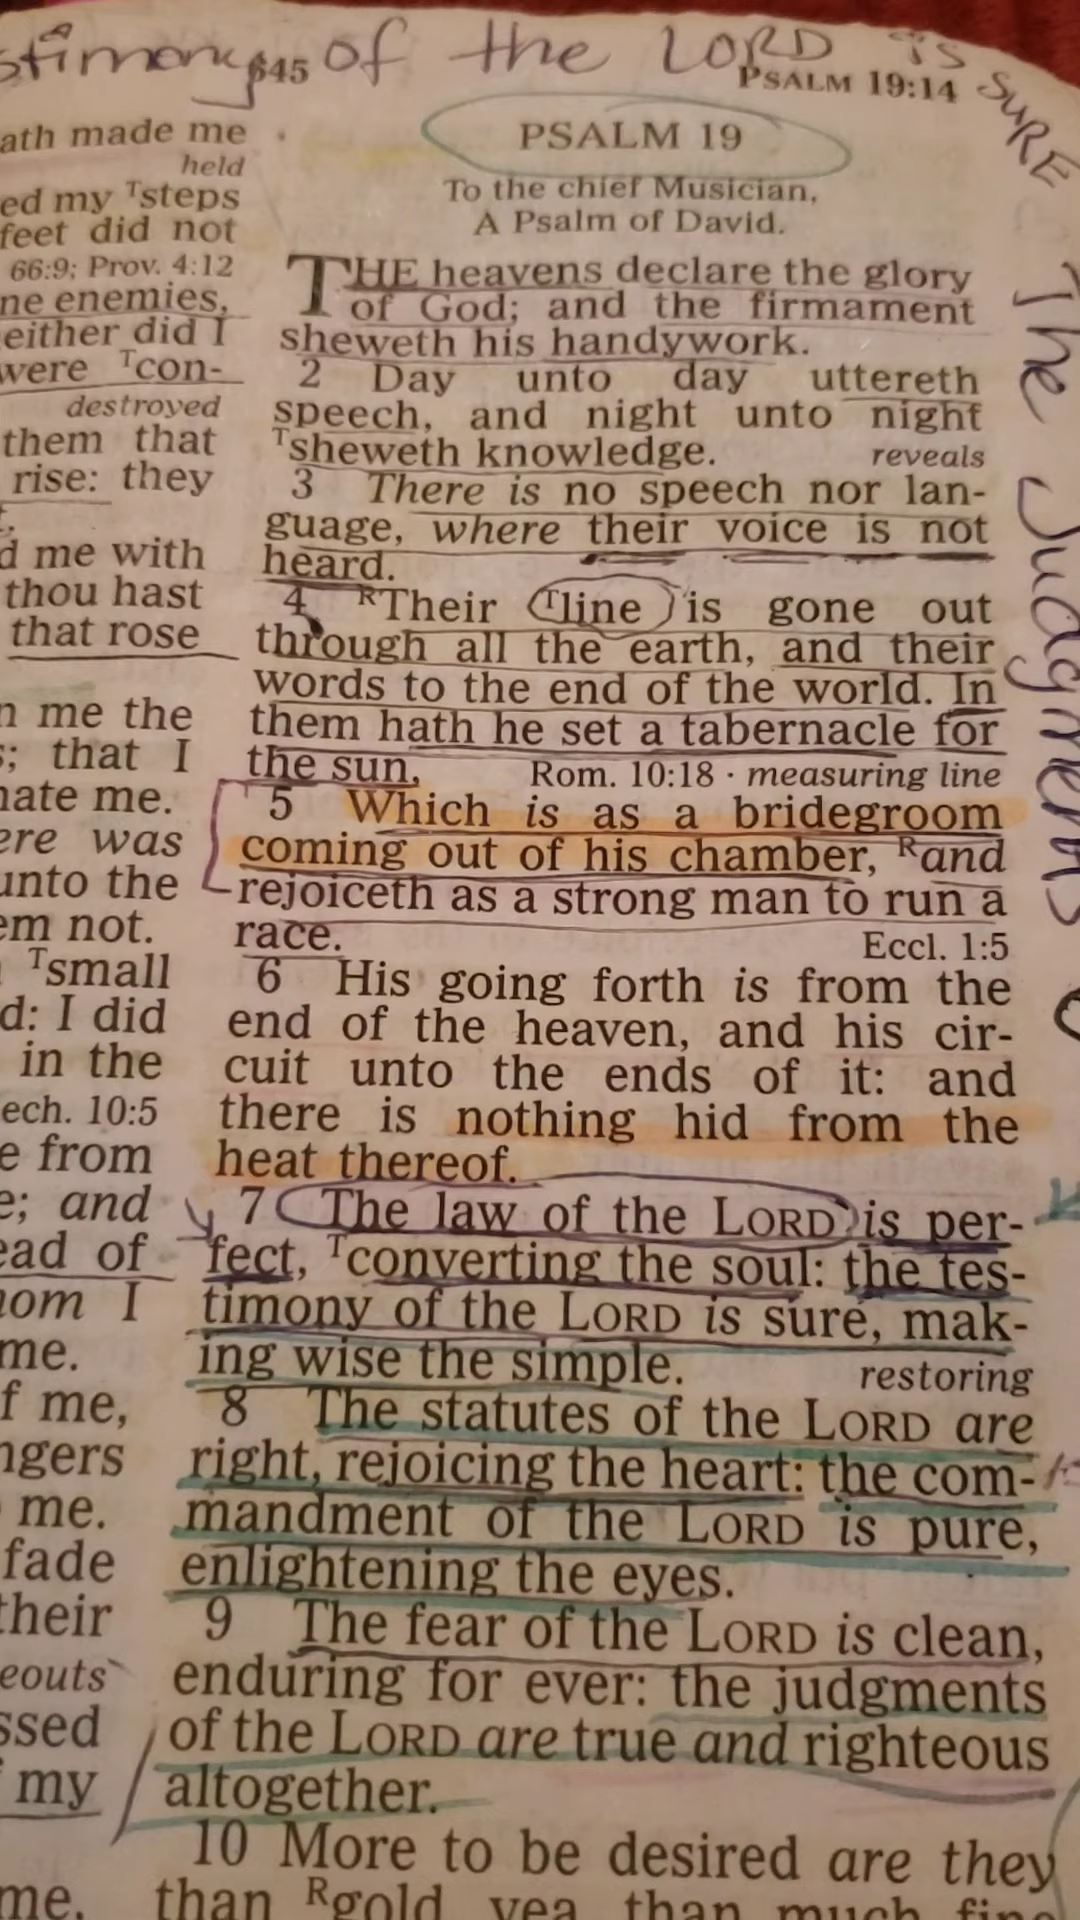 stimony of the LORD is SURE
The Judgments
645
PSALM 19:14
ath made me
held
ed my ᵀsteps
feet did not
66:9; Prov. 4:12
ne enemies,
either did I
were ᵀcon-
destroyed
them that
rise: they
d me with
thou hast
that rose
n me the
s; that I
hate me.
ere was
unto the
em not.
ᵀsmall
d: I did
in the
ech. 10:5
e from
e; and
ead of
hom I
me.
f me,
ngers
me.
fade
their
eouts
ssed
my
me.
PSALM 19
To the chief Musician,
A Psalm of David.
THE heavens declare the glory
of God; and the firmament
sheweth his handywork.
2 Day unto day uttereth
speech, and night unto night
ᵀsheweth knowledge. reveals
3 There is no speech nor lan-
guage, where their voice is not
heard.
4 ᴿTheir ᵀline is gone out
through all the earth, and their
words to the end of the world. In
them hath he set a tabernacle for
the sun, Rom. 10:18 · measuring line
5 Which is as a bridegroom
coming out of his chamber, ᴿand
rejoiceth as a strong man to run a
race. Eccl. 1:5
6 His going forth is from the
end of the heaven, and his cir-
cuit unto the ends of it: and
there is nothing hid from the
heat thereof.
7 The law of the LORD is per-
fect, ᵀconverting the soul: the tes-
timony of the LORD is sure, mak-
ing wise the simple. restoring
8 The statutes of the LORD are
right, rejoicing the heart: the com-
mandment of the LORD is pure,
enlightening the eyes.
9 The fear of the LORD is clean,
enduring for ever: the judgments
of the LORD are true and righteous
altogether.
10 More to be desired are they
than ᴿgold, yea, than much fine